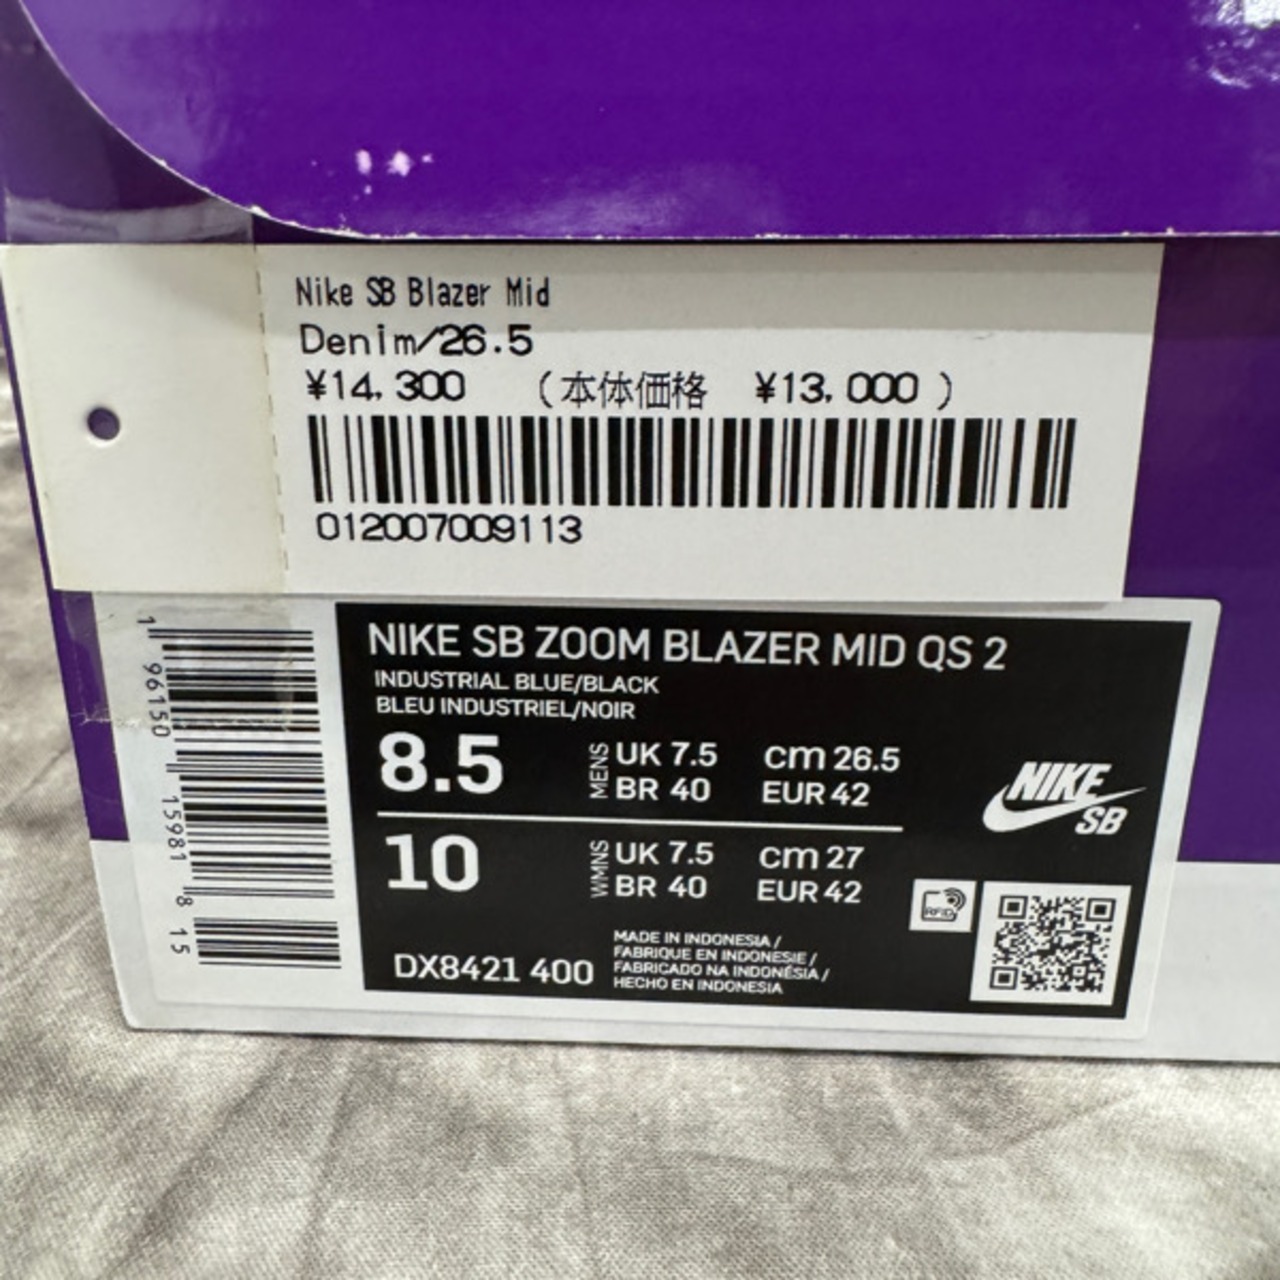 Nike SB Blazer Mid
Denim/26.5
¥14,300 (本体価格 ¥13,000 )
012007009113
1 96150 15981 8 15
NIKE SB ZOOM BLAZER MID QS 2
INDUSTRIAL BLUE/BLACK
BLEU INDUSTRIEL/NOIR
8.5 MENS UK 7.5 cm 26.5
BR 40 EUR 42
10 WMNS UK 7.5 cm 27
BR 40 EUR 42
NIKE SB
RFID
DX8421 400
MADE IN INDONESIA /
FABRIQUE EN INDONESIE /
FABRICADO NA INDONÉSIA /
HECHO EN INDONESIA